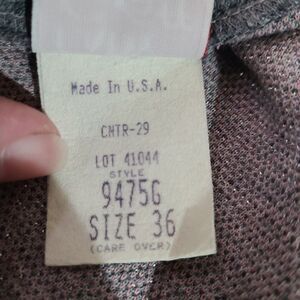 Made In U.S.A.
CNTR-29
LOT 41044
STYLE
9475G
SIZE 36
(CARE OVER)